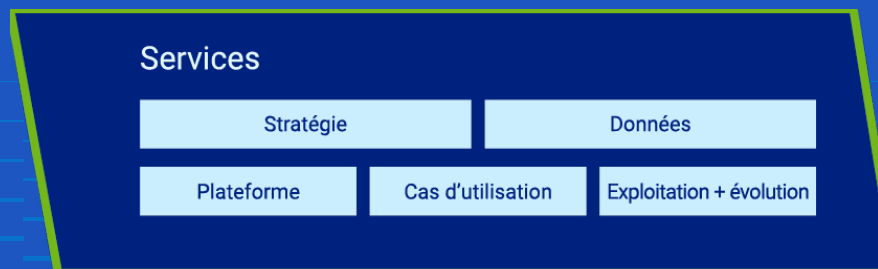 Services
Stratégie
Données
Plateforme
Cas d’utilisation
Exploitation + évolution